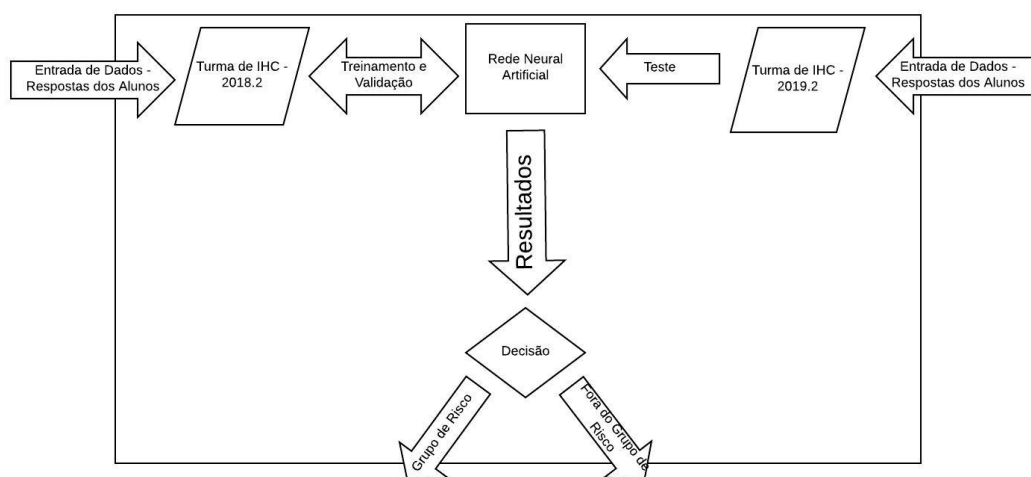 Entrada de Dados -
Respostas dos Alunos
Turma de IHC -
2018.2
Treinamento e
Validação
Rede Neural
Artificial
Teste
Turma de IHC -
2019.2
Entrada de Dados -
Respostas dos Alunos
Resultados
Decisão
Grupo de Risco
Fora do Grupo de
Risco